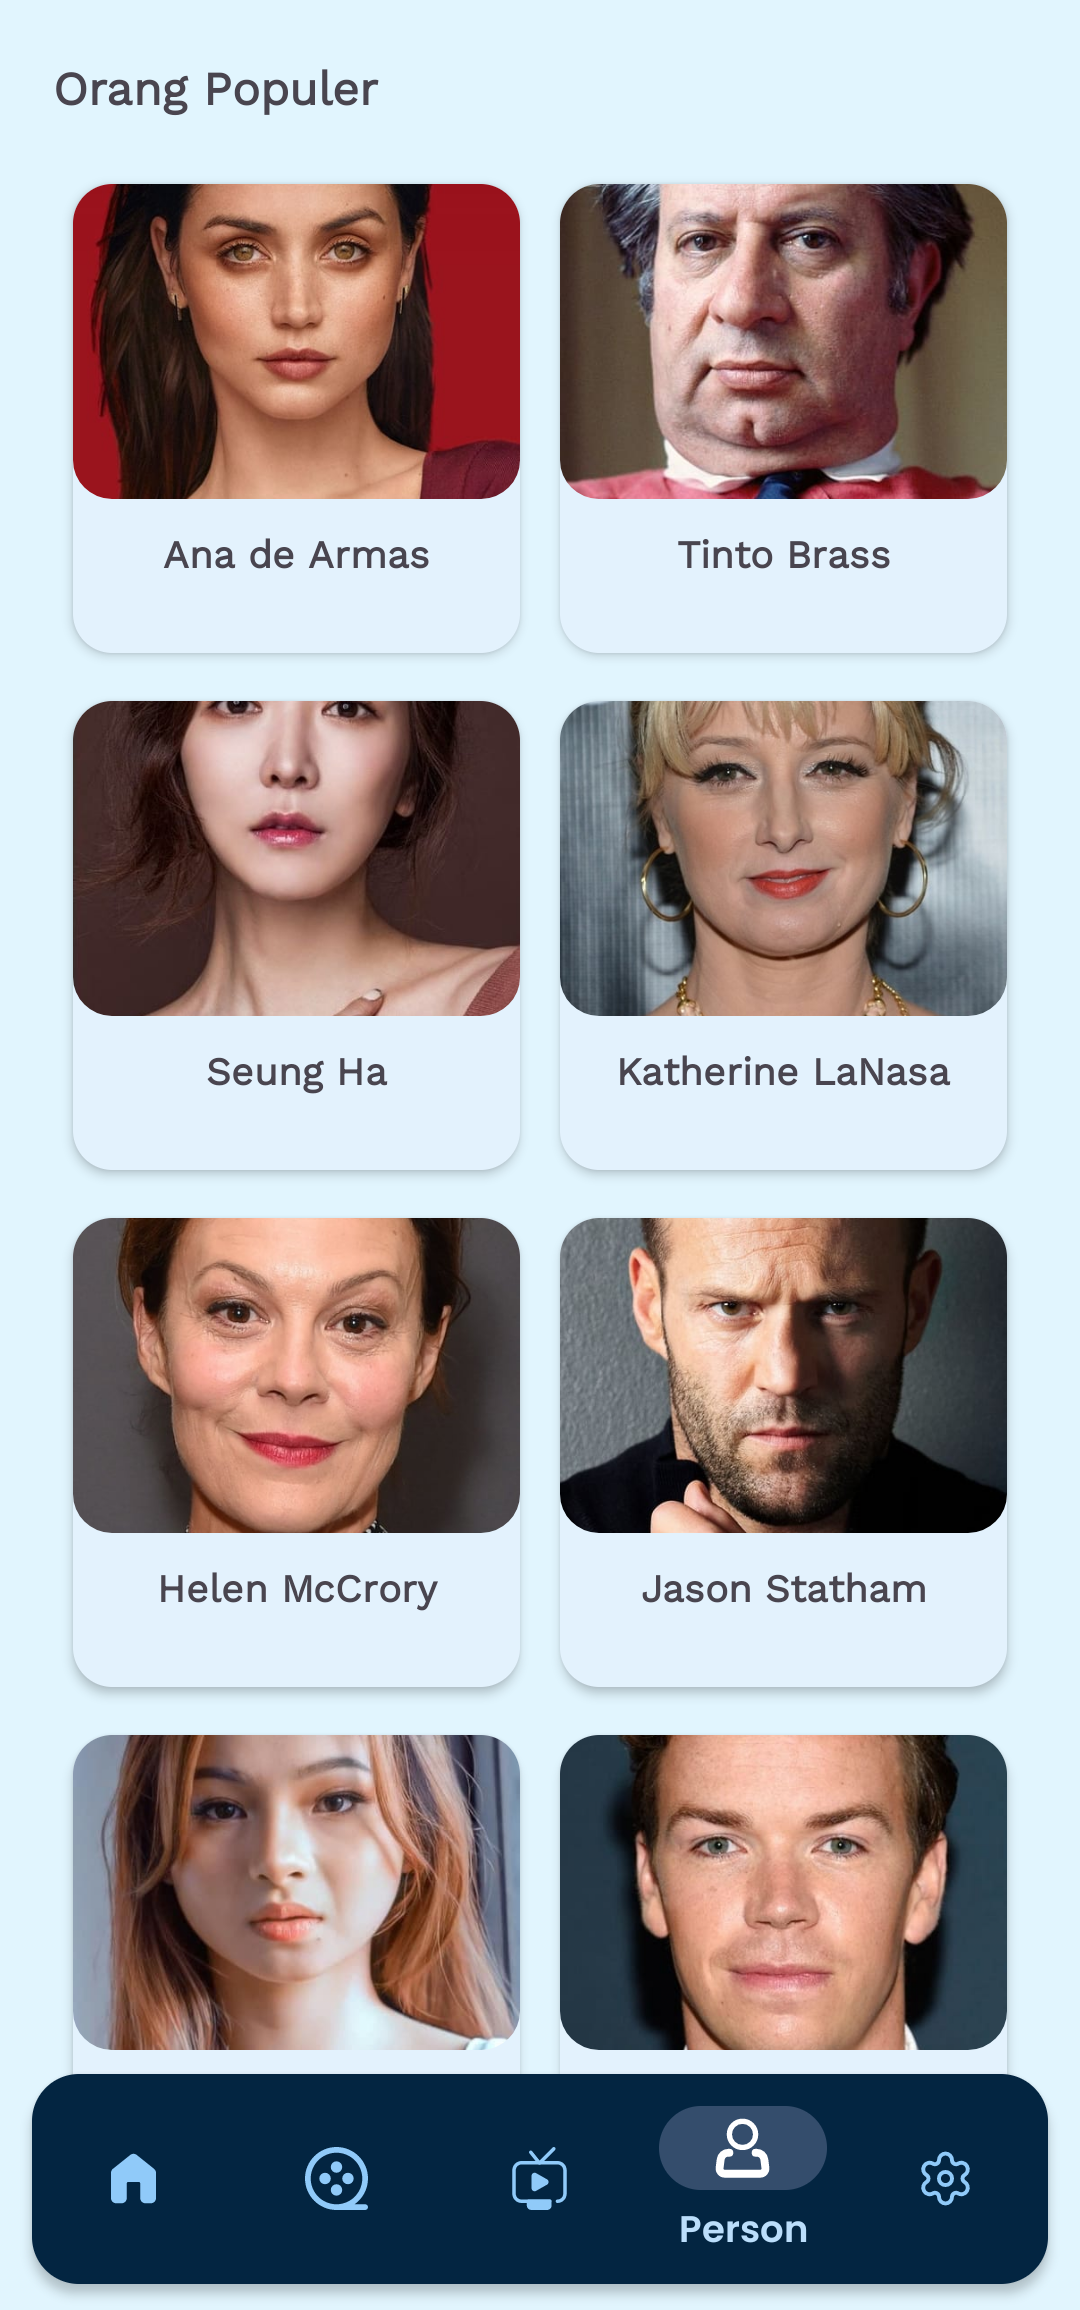 Orang Populer
Ana de Armas
Tinto Brass
Seung Ha
Katherine LaNasa
Helen McCrory
Jason Statham
Person